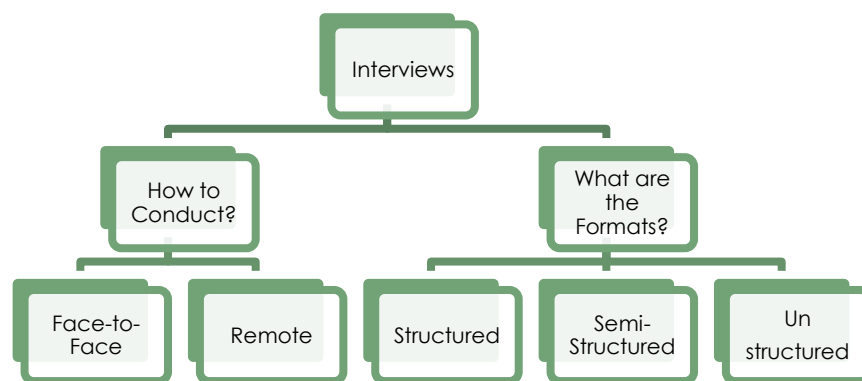 Interviews
How to
Conduct?
What are
the
Formats?
Face-to-
Face
Remote
Structured
Semi-
Structured
Un
structured